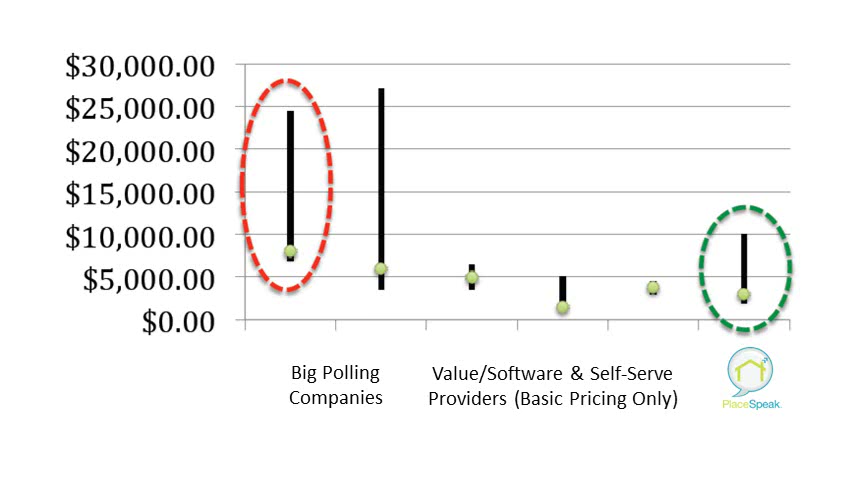 $30,000.00
$25,000.00
$20,000.00
$15,000.00
$10,000.00
$5,000.00
$0.00
Big Polling
Companies
Value/Software & Self-Serve
Providers (Basic Pricing Only)
PlaceSpeak